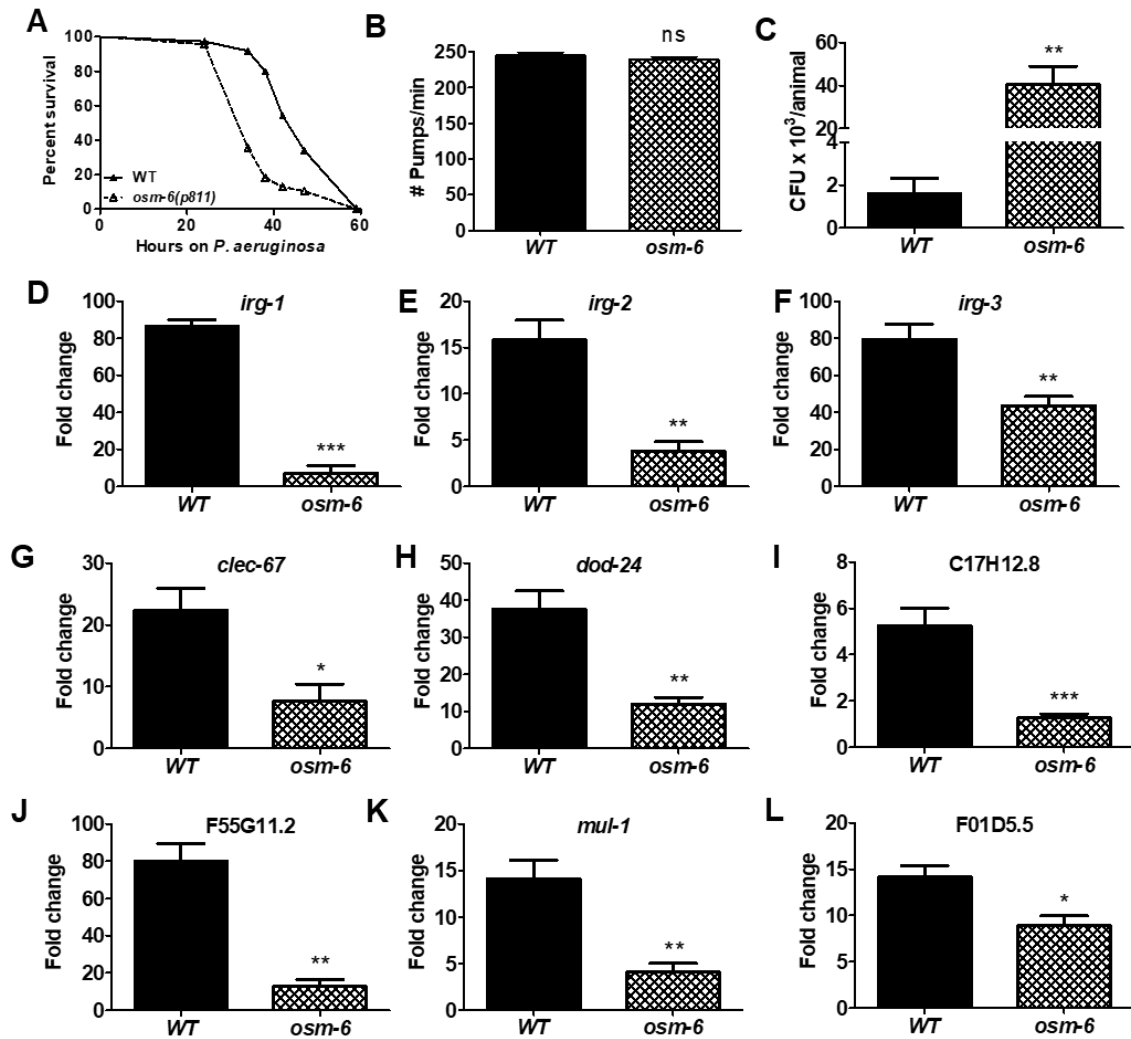 A
100
80
60
40
20
0
Percent survival
WT
osm-6(p811)
0
20
40
60
Hours on P. aeruginosa
B
ns
250
200
150
100
50
0
# Pumps/min
WT
osm-6
C
**
60
40
20
4
2
0
CFU x 10³/animal
WT
osm-6
D
irg-1
100
80
60
40
20
0
Fold change
***
WT
osm-6
E
irg-2
20
15
10
5
0
Fold change
**
WT
osm-6
F
irg-3
100
80
60
40
20
0
Fold change
**
WT
osm-6
G
clec-67
30
20
10
0
Fold change
*
WT
osm-6
H
dod-24
50
40
30
20
10
0
Fold change
**
WT
osm-6
I
C17H12.8
8
6
4
2
0
Fold change
***
WT
osm-6
J
F55G11.2
100
80
60
40
20
0
Fold change
**
WT
osm-6
K
mul-1
20
15
10
5
0
Fold change
**
WT
osm-6
L
F01D5.5
20
15
10
5
0
Fold change
*
WT
osm-6